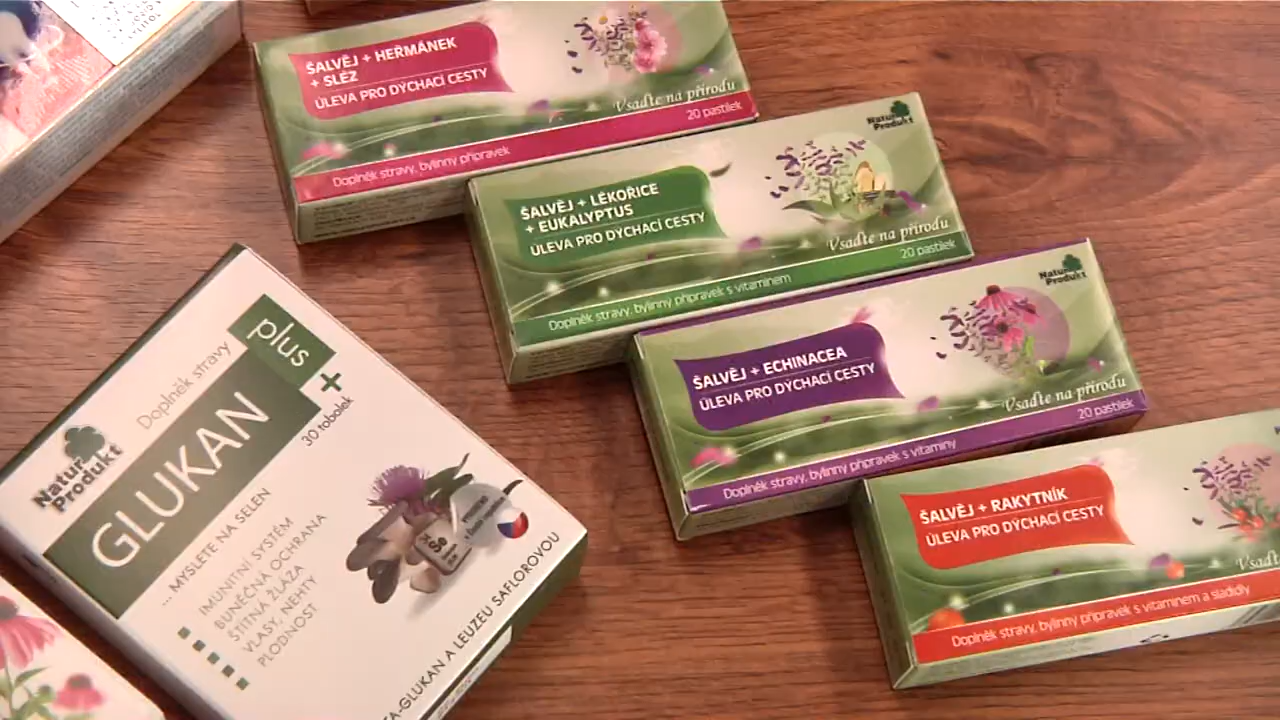 ŠALVĚJ + HEŘMÁNEK
+ SLÉZ
ÚLEVA PRO DÝCHACÍ CESTY
Vsaďte na přírodu
20 pastilek
Doplněk stravy, bylinný přípravek
Natur
Produkt
ŠALVĚJ + LÉKOŘICE
+ EUKALYPTUS
ÚLEVA PRO DÝCHACÍ CESTY
Vsaďte na přírodu
20 pastilek
Doplněk stravy, bylinný přípravek s vitaminem
Natur
Produkt
ŠALVĚJ + ECHINACEA
ÚLEVA PRO DÝCHACÍ CESTY
Vsaďte na přírodu
20 pastilek
Doplněk stravy, bylinný přípravek s vitaminy
ŠALVĚJ + RAKYTNÍK
ÚLEVA PRO DÝCHACÍ CESTY
Doplněk stravy, bylinný přípravek s vitaminem a sladidly
Natur
Produkt
Doplněk stravy
GLUKAN
plus
+
30 tobolek
... MYSLETE NA SELEN
IMUNITNÍ SYSTÉM
BUNĚČNÁ OCHRANA
ŠTÍTNÁ ŽLÁZA
VLASY, NEHTY
PLODNOST
Se
A-GLUKAN A LEUZEU SAFLOROVOU